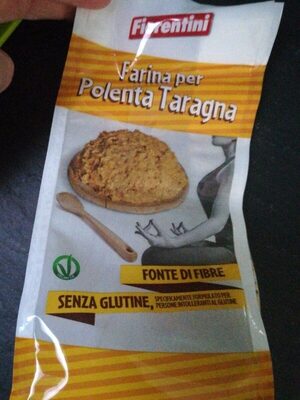 Fiorentini
Farina per
Polenta Taragna
FONTE DI FIBRE
SENZA GLUTINE, SPECIFICAMENTE FORMULATO PER
PERSONE INTOLLERANTI AL GLUTINE